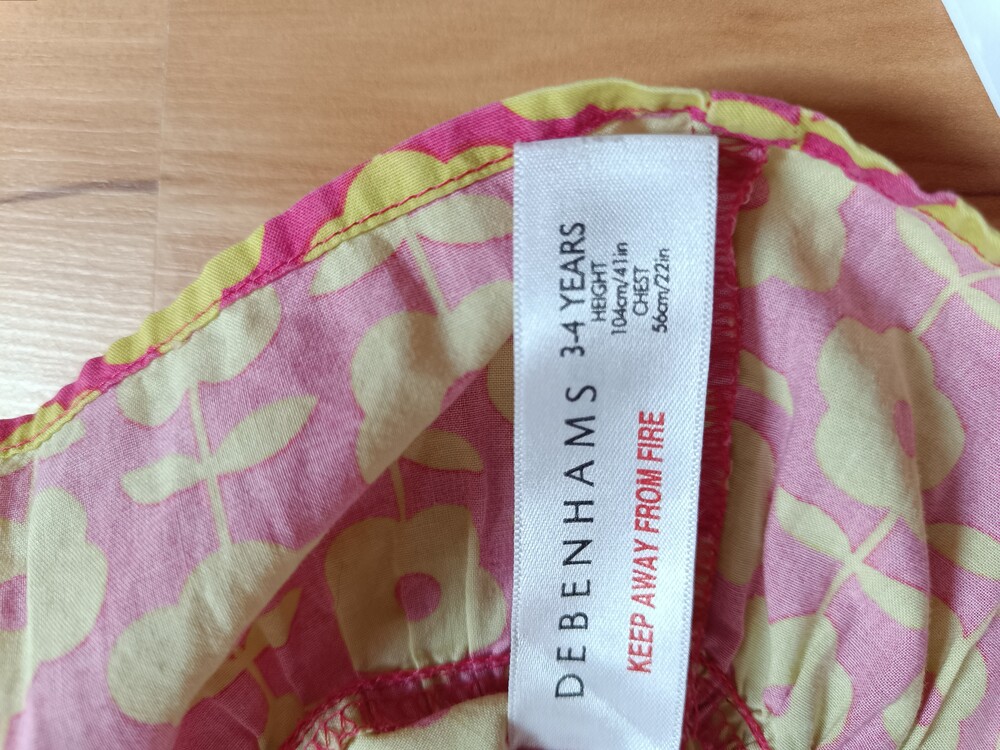 DEBENHAMS
3-4 YEARS
HEIGHT
104cm/41in
CHEST
56cm/22in
KEEP AWAY FROM FIRE